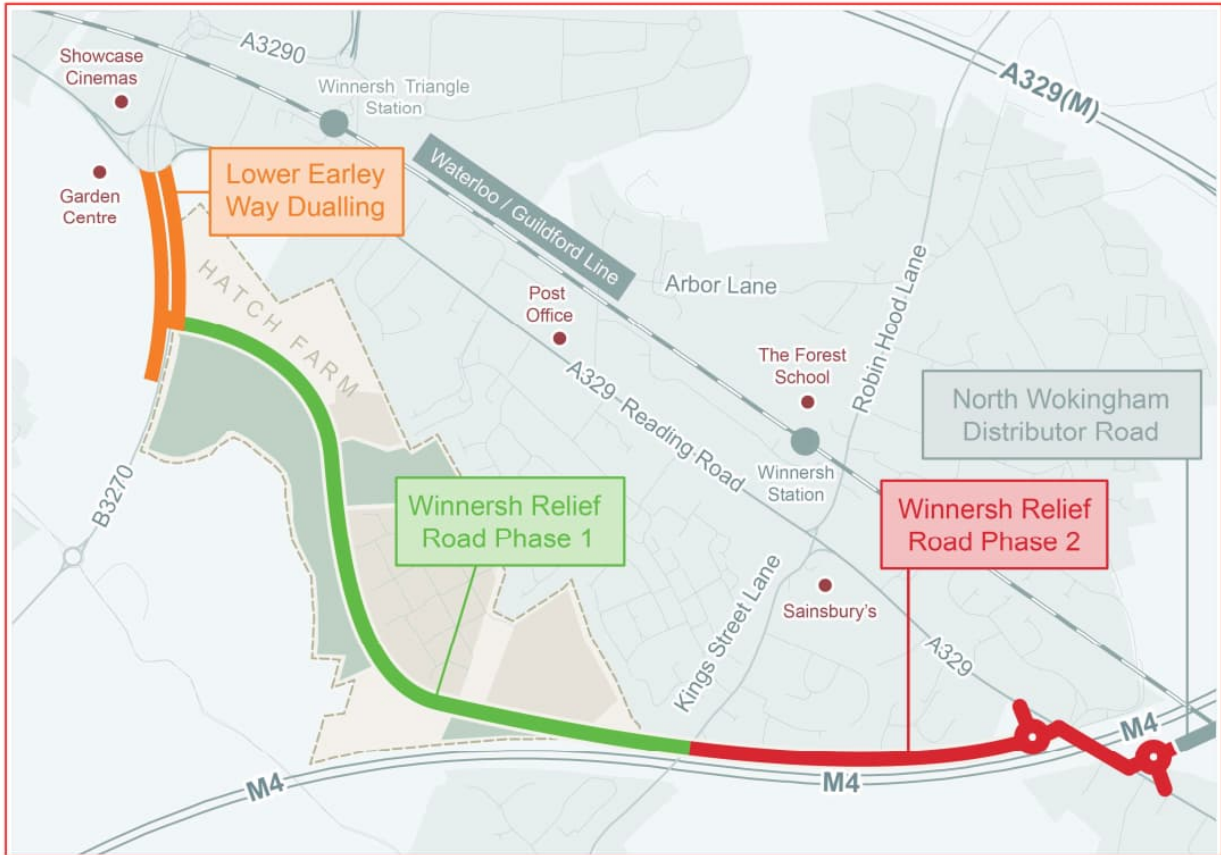 A3290
Showcase
Cinemas
Winnersh Triangle
Station
A329(M)
Garden
Centre
Lower Earley
Way Dualling
Waterloo / Guildford Line
HATCH FARM
Arbor Lane
Robin Hood Lane
Post
Office
The Forest
School
A329 Reading Road
North Wokingham
Distributor Road
Winnersh
Station
B3270
Winnersh Relief
Road Phase 1
Winnersh Relief
Road Phase 2
Kings Street Lane
Sainsbury's
A329
M4
M4
M4